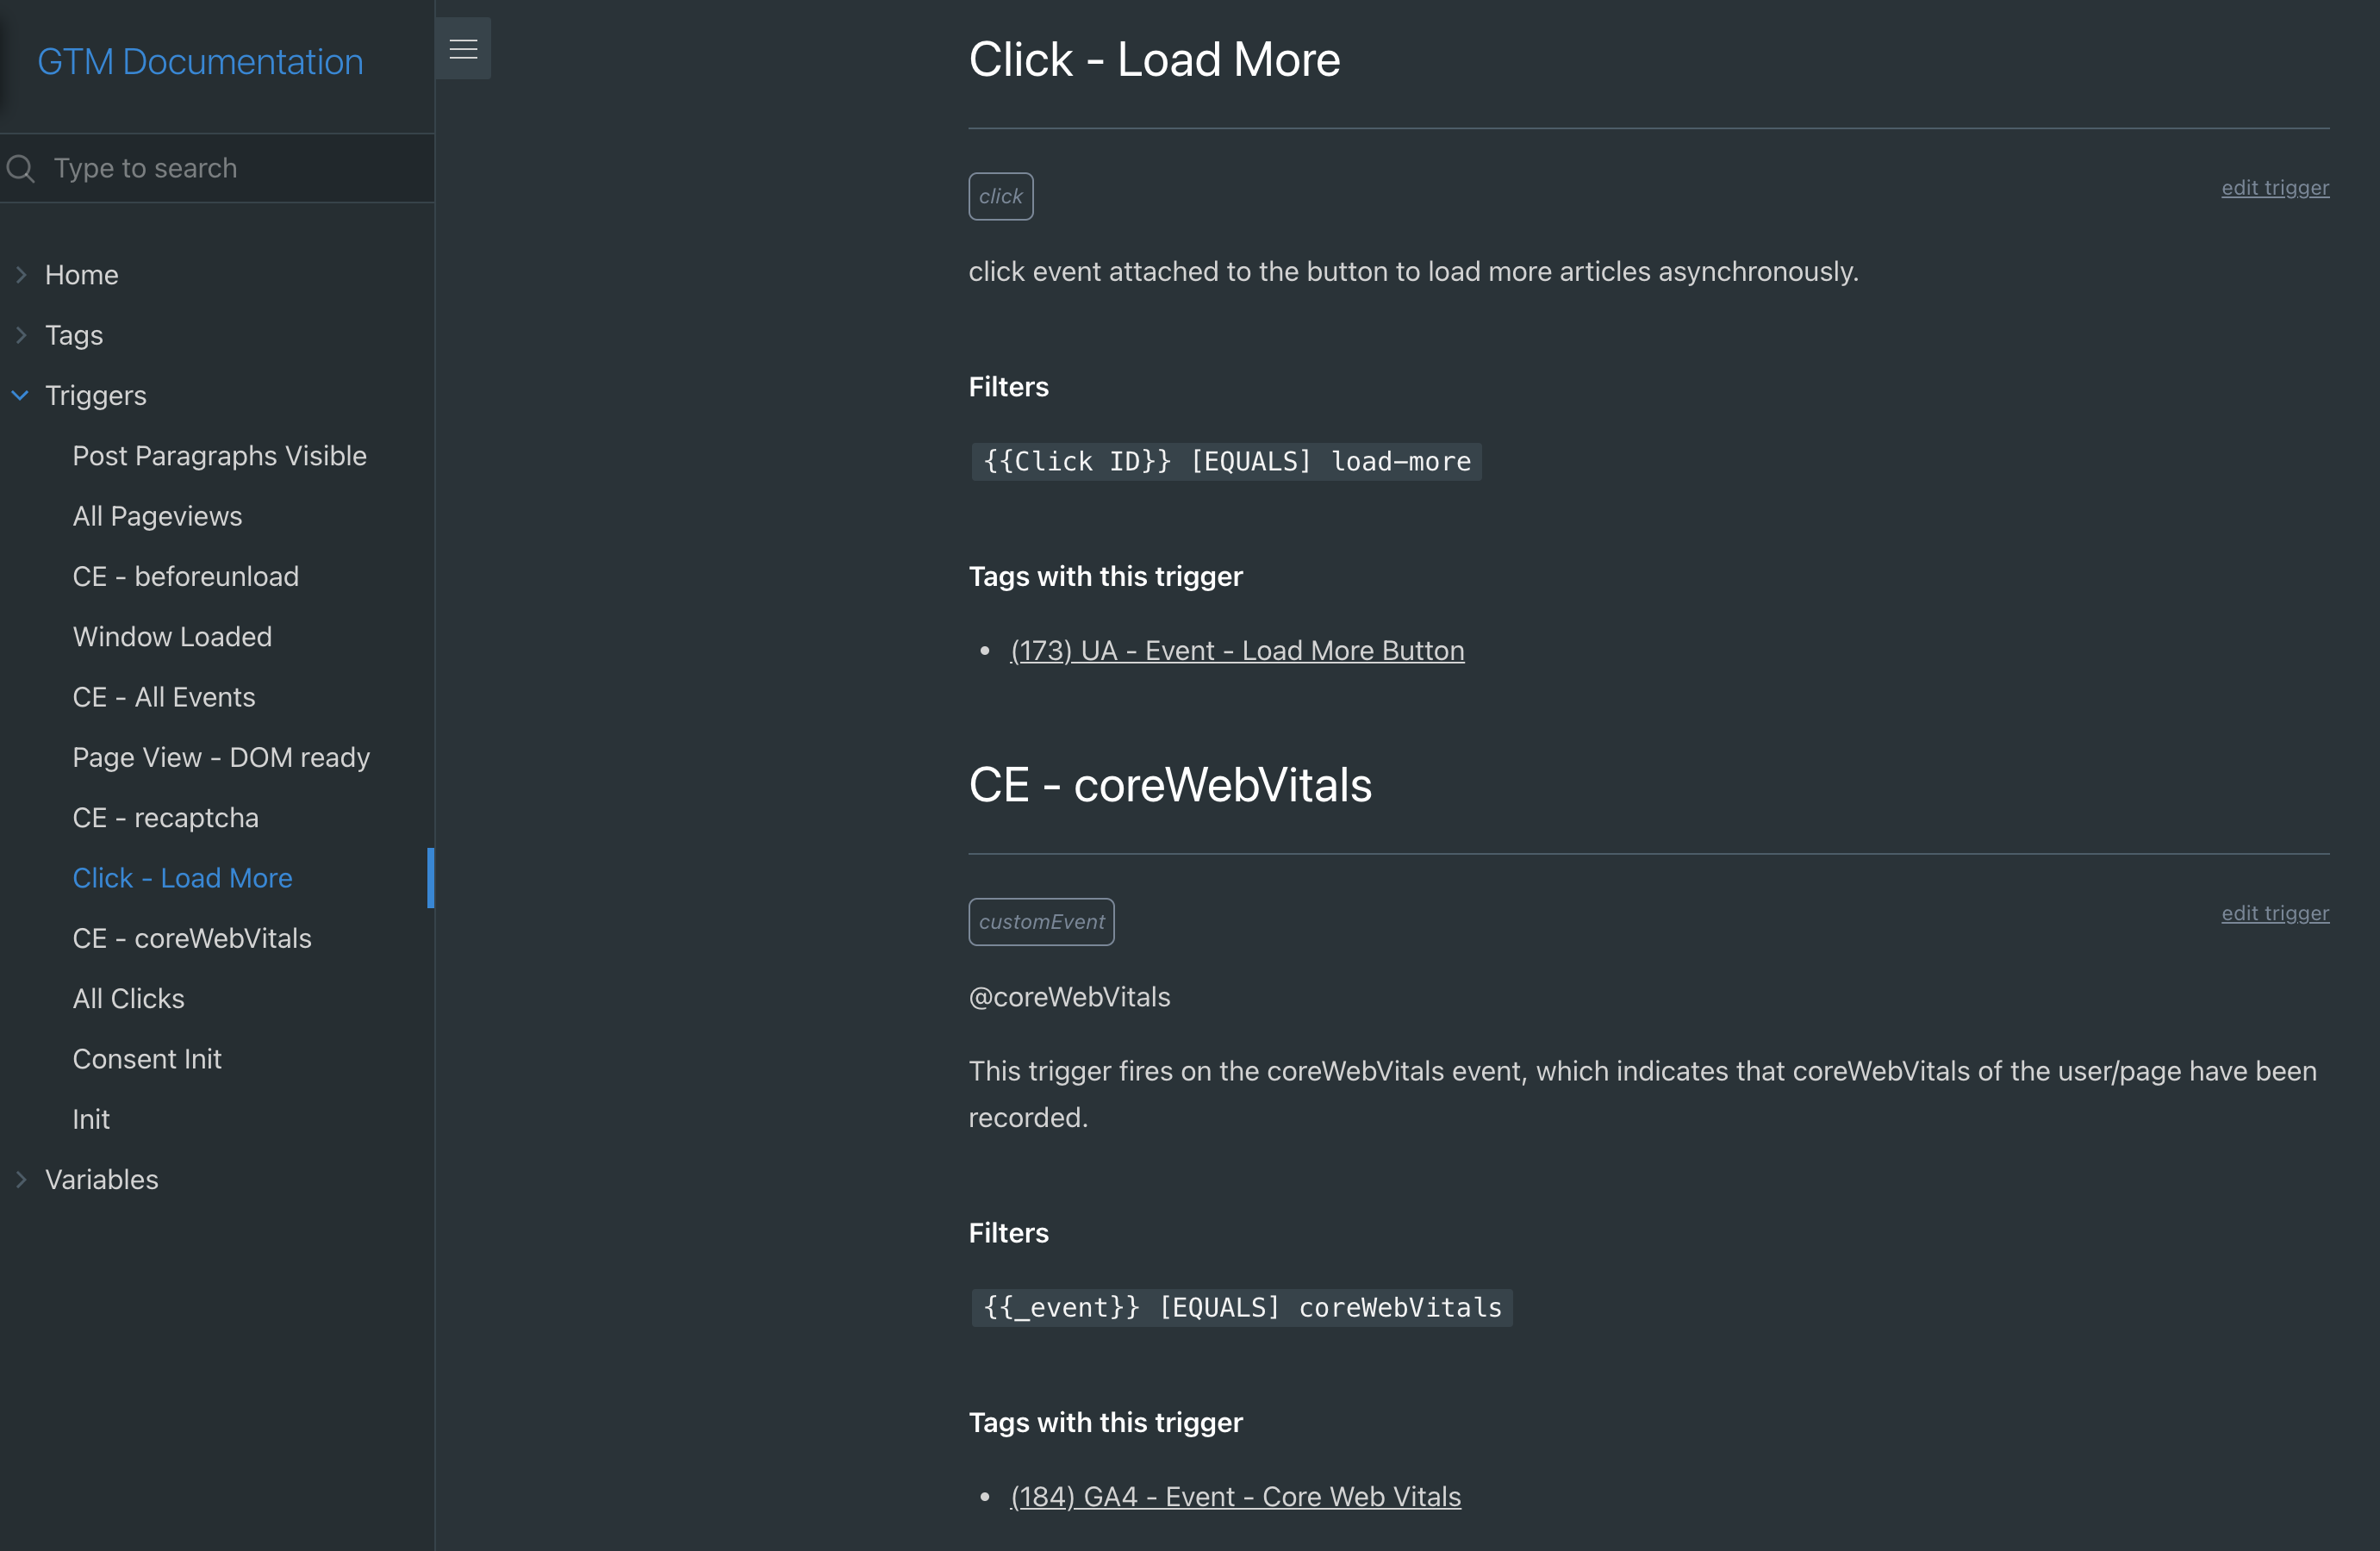 GTM Documentation
Type to search
Home
Tags
Triggers
Post Paragraphs Visible
All Pageviews
CE - beforeunload
Window Loaded
CE - All Events
Page View - DOM ready
CE - recaptcha
Click - Load More
CE - coreWebVitals
All Clicks
Consent Init
Init
Variables
Click - Load More
click
edit trigger
click event attached to the button to load more articles asynchronously.
Filters
{{Click ID}} [EQUALS] load-more
Tags with this trigger
• (173) UA - Event - Load More Button
CE - coreWebVitals
customEvent
edit trigger
@coreWebVitals
This trigger fires on the coreWebVitals event, which indicates that coreWebVitals of the user/page have been
recorded.
Filters
{{_event}} [EQUALS] coreWebVitals
Tags with this trigger
• (184) GA4 - Event - Core Web Vitals